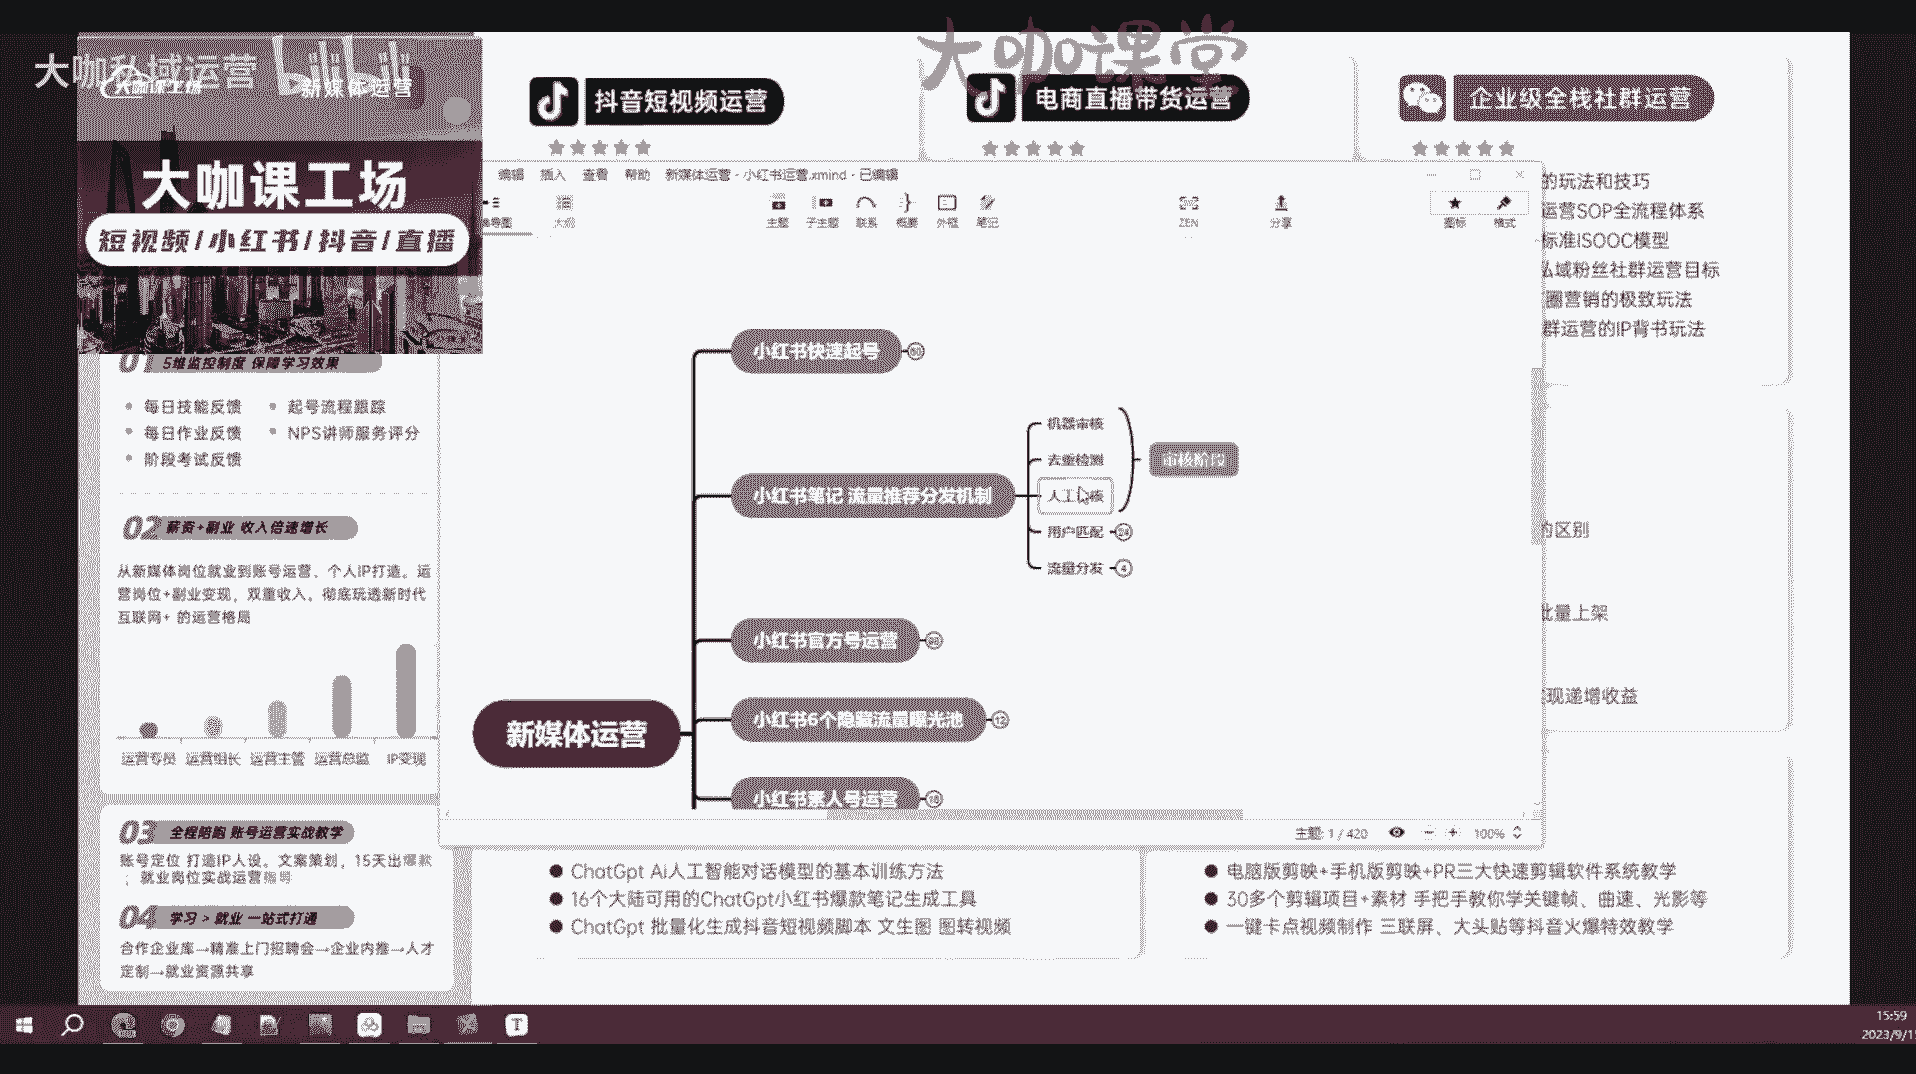 大咖私域运营
bilibili
大咖课工场
新媒体运营
大咖课堂
大咖课工场
短视频/小红书/抖音/直播
抖音短视频运营
电商直播带货运营
企业级全栈社群运营
编辑 插入 查看 帮助 新媒体运营 - 小红书运营.xmind - 已编辑
大纲
主题
子主题
联系
概要
外框
笔记
ZEN
分享
图标
格式
的玩法和技巧
运营SOP全流程体系
标准ISOOC模型
私域粉丝社群运营目标
圈营销的极致玩法
群运营的IP背书玩法
01 5维监控制度 保障学习效果
每日技能反馈
起号流程跟踪
每日作业反馈
NPS讲师服务评分
阶段考试反馈
02 薪资+副业 收入倍速增长
从新媒体岗位就业到账号运营、个人IP打造。运
营岗位+副业变现，双重收入。彻底玩透新时代
互联网+ 的运营格局
运营专员 运营组长 运营主管 运营总监 IP变现
03 全程陪跑 账号运营实战教学
账号定位 打造IP人设。文案策划，15天出爆款
；就业岗位实战运营指导
04 学习 > 就业 一站式打通
合作企业库→精准上门招聘会→企业内推→人才
定制→就业资源共享
小红书快速起号
小红书笔记 流量推荐分发机制
机器审核
去重检测
人工审核
用户匹配 24
流量分发 4
审核阶段
小红书官方号运营
小红书6个隐藏流量曝光池 12
小红书素人号运营
新媒体运营
的区别
批量上架
现递增收益
主题: 1 / 420
100%
ChatGpt Ai人工智能对话模型的基本训练方法
16个大陆可用的ChatGpt小红书爆款笔记生成工具
ChatGpt 批量化生成抖音短视频脚本 文生图 图转视频
电脑版剪映+手机版剪映+PR三大快速剪辑软件系统教学
30多个剪辑项目+素材 手把手教你学关键帧、曲速、光影等
一键卡点视频制作 三联屏、大头贴等抖音火爆特效教学
T
15:59
2023/9/1